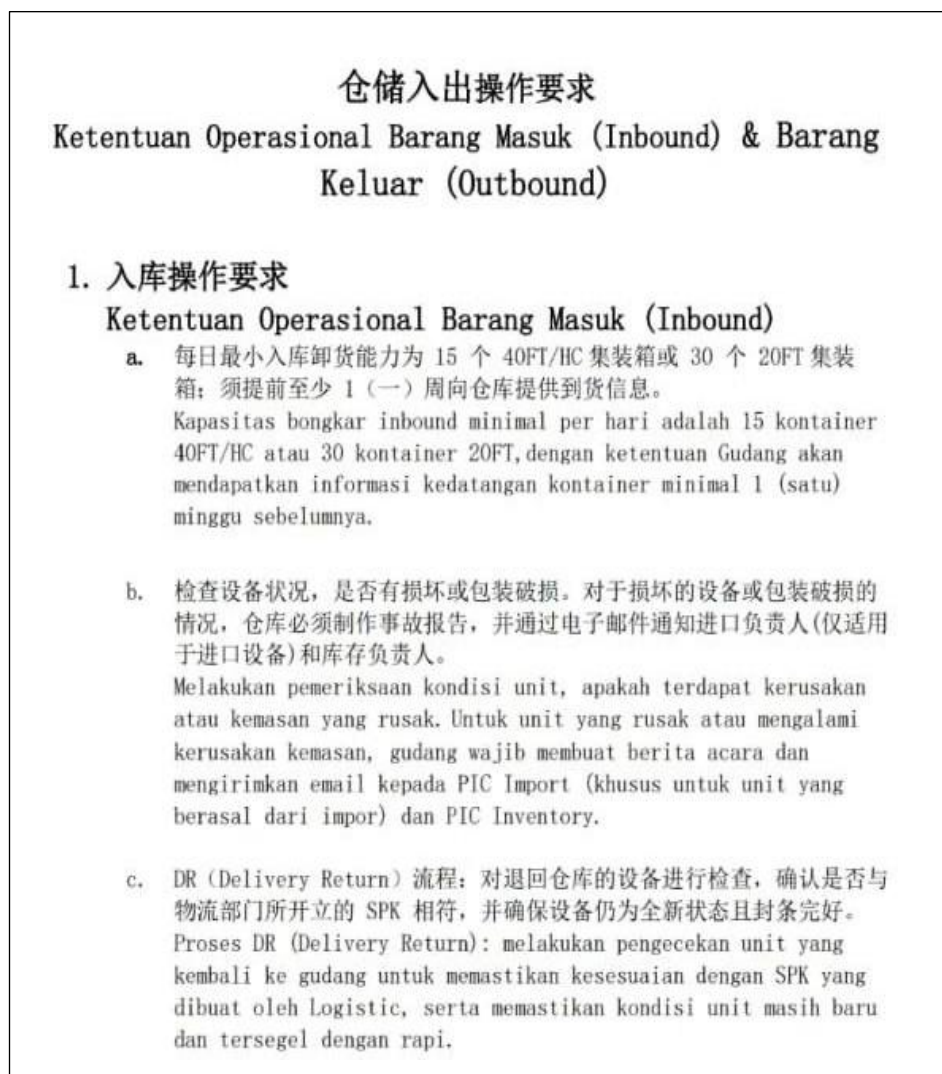 仓储入出操作要求
Ketentuan Operasional Barang Masuk (Inbound) & Barang
Keluar (Outbound)
1. 入库操作要求
Ketentuan Operasional Barang Masuk (Inbound)
a. 每日最小入库卸货能力为 15 个 40FT/HC 集装箱或 30 个 20FT 集装
箱；须提前至少 1（一）周向仓库提供到货信息。
Kapasitas bongkar inbound minimal per hari adalah 15 kontainer
40FT/HC atau 30 kontainer 20FT,dengan ketentuan Gudang akan
mendapatkan informasi kedatangan kontainer minimal 1 (satu)
minggu sebelumnya.
b. 检查设备状况，是否有损坏或包装破损。对于损坏的设备或包装破损的
情况，仓库必须制作事故报告，并通过电子邮件通知进口负责人(仅适用
于进口设备)和库存负责人。
Melakukan pemeriksaan kondisi unit, apakah terdapat kerusakan
atau kemasan yang rusak. Untuk unit yang rusak atau mengalami
kerusakan kemasan, gudang wajib membuat berita acara dan
mengirimkan email kepada PIC Import (khusus untuk unit yang
berasal dari impor) dan PIC Inventory.
c. DR（Delivery Return）流程：对退回仓库的设备进行检查，确认是否与
物流部门所开立的 SPK 相符，并确保设备仍为全新状态且封条完好。
Proses DR (Delivery Return): melakukan pengecekan unit yang
kembali ke gudang untuk memastikan kesesuaian dengan SPK yang
dibuat oleh Logistic, serta memastikan kondisi unit masih baru
dan tersegel dengan rapi.